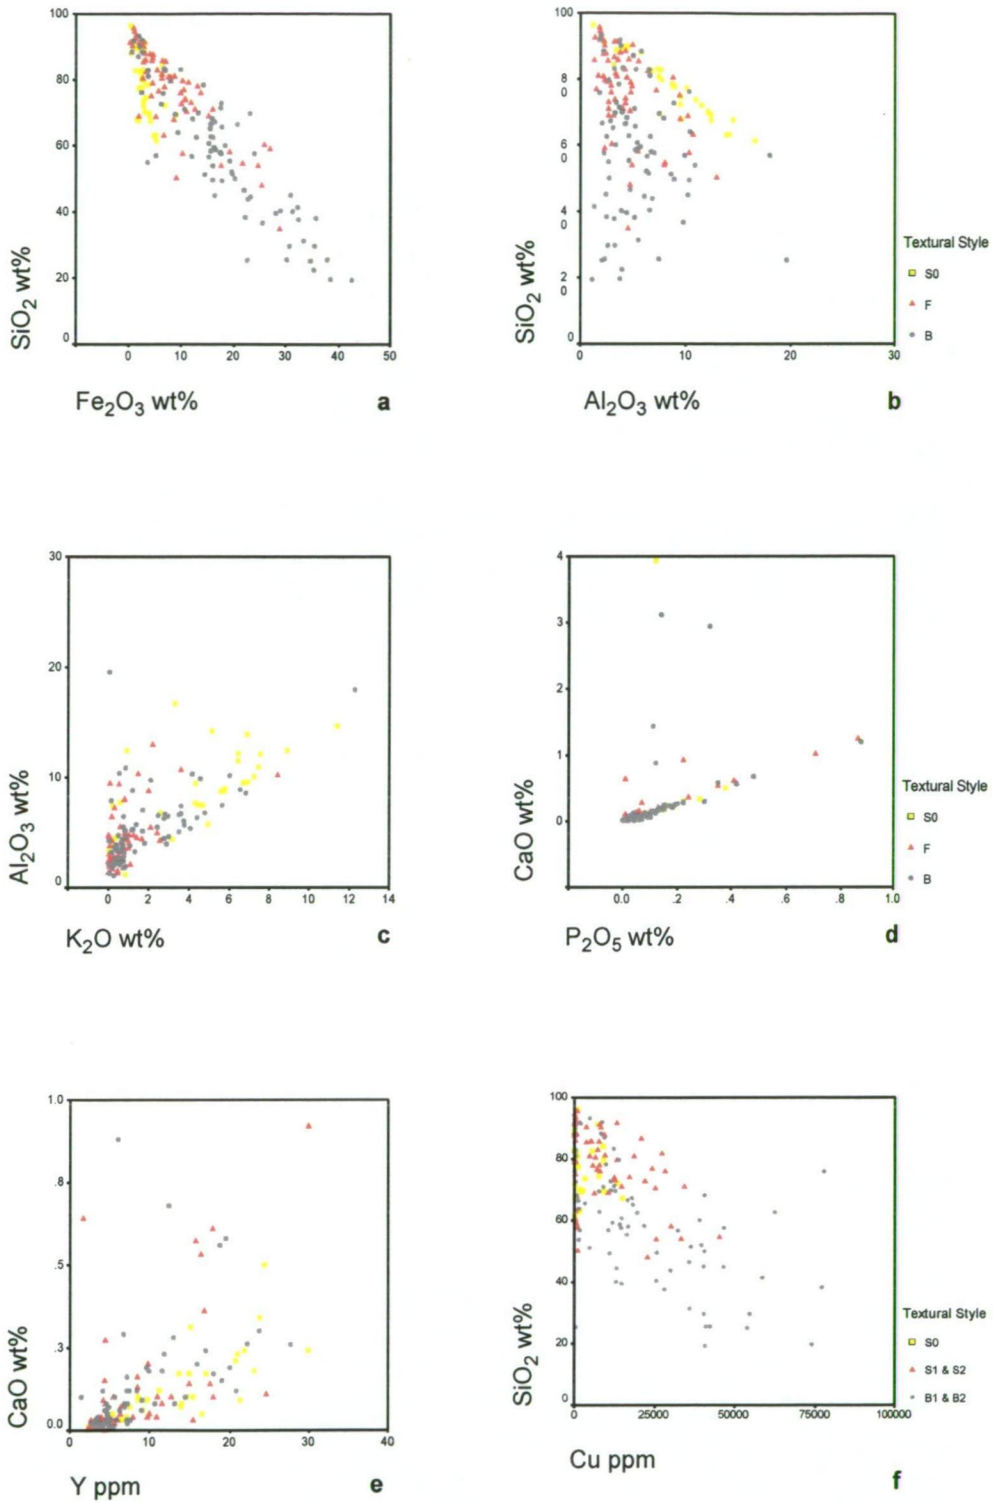 100
80
60
40
20
0
SiO2 wt%
0 10 20 30 40 50
Fe2O3 wt% a
100
8
0
6
0
4
0
2
0
0
SiO2 wt%
0 10 20 30
Al2O3 wt% b
Textural Style
S0
F
B
30
20
10
0
Al2O3 wt%
0 2 4 6 8 10 12 14
K2O wt% c
4
3
2
1
0
CaO wt%
0.0 .2 .4 .6 .8 1.0
P2O5 wt% d
Textural Style
S0
F
B
1.0
.8
.5
.3
0.0
CaO wt%
0 10 20 30 40
Y ppm e
100
80
60
40
20
0
SiO2 wt%
0 25000 50000 75000 100000
Cu ppm f
Textural Style
S0
S1 & S2
B1 & B2